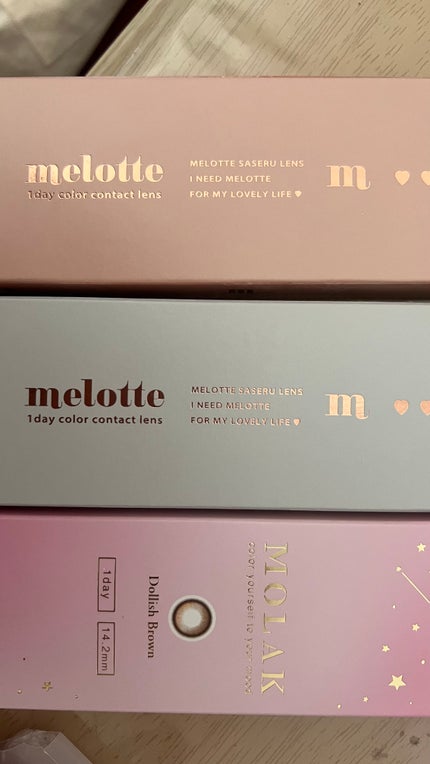 melotte
1day color contact lens
MELOTTE SASERU LENS
I NEED MELOTTE
FOR MY LOVELY LIFE ♥
m ♥ ♥
melotte
1day color contact lens
MELOTTE SASERU LENS
I NEED MELOTTE
FOR MY LOVELY LIFE ♥
m ♥ ♥
MOLAK
color yourself to your mood
Dollish Brown
1day
14.2mm